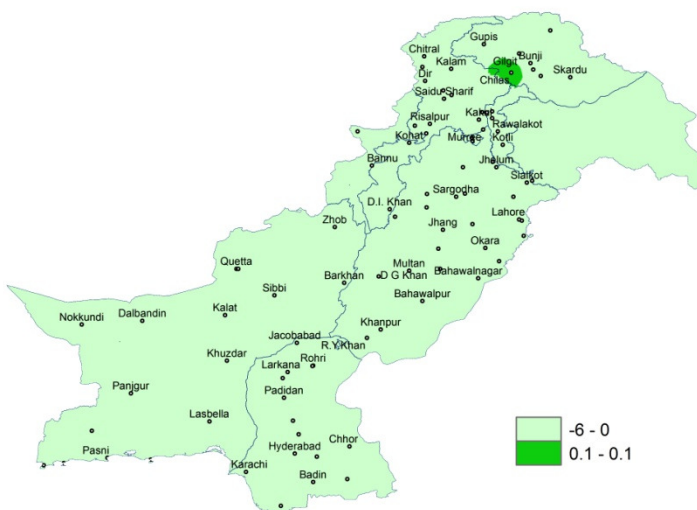 Gupis
Chitral
Bunji
Kalam
Gilgit
Skardu
Dir
Chilas
Saidu Sharif
Risalpur
Kakul
Rawalakot
Kohat
Murree
Kotli
Bannu
Jhelum
Sialkot
Sargodha
D.I. Khan
Lahore
Zhob
Jhang
Okara
Quetta
Multan
Barkhan
D G Khan
Bahawalnagar
Sibbi
Bahawalpur
Dalbandin
Kalat
Nokkundi
Khanpur
Jacobabad
R.Y.Khan
Khuzdar
Rohri
Larkana
Panjgur
Padidan
Lasbella
-6 - 0
Chhor
Hyderabad
0.1 - 0.1
Pasni
Karachi
Badin